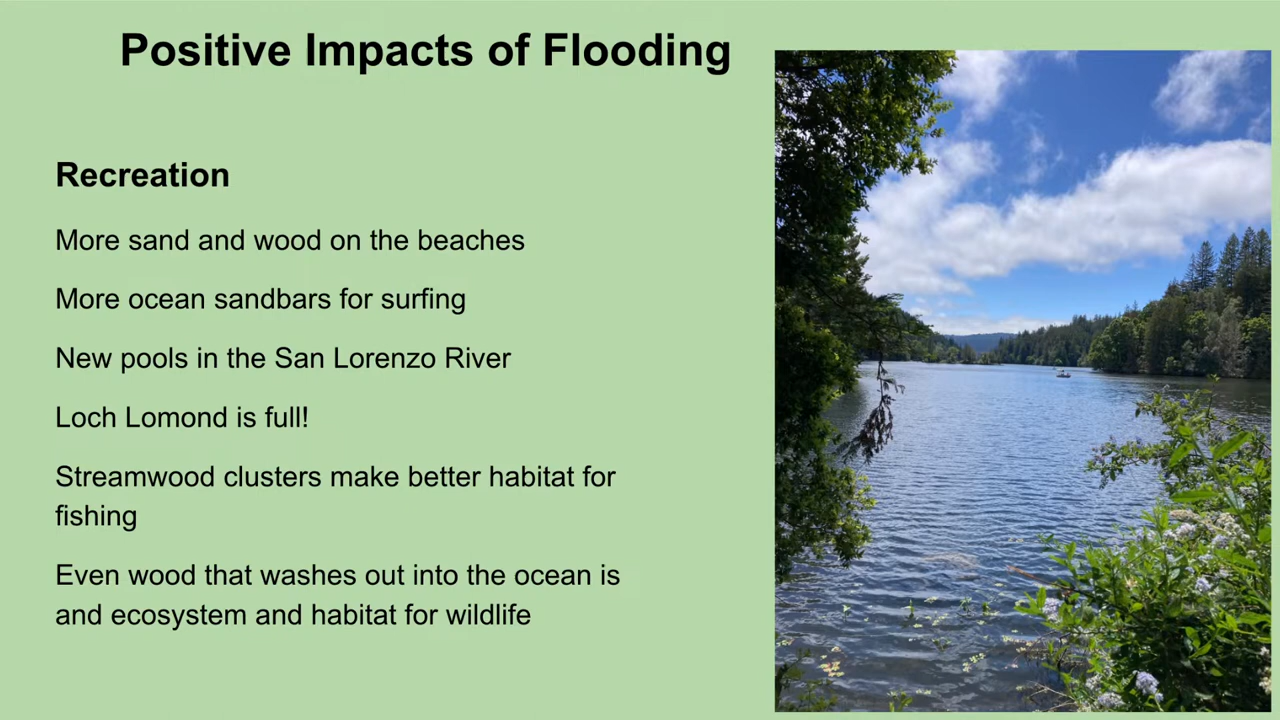 Positive Impacts of Flooding
Recreation
More sand and wood on the beaches
More ocean sandbars for surfing
New pools in the San Lorenzo River
Loch Lomond is full!
Streamwood clusters make better habitat for
fishing
Even wood that washes out into the ocean is
and ecosystem and habitat for wildlife